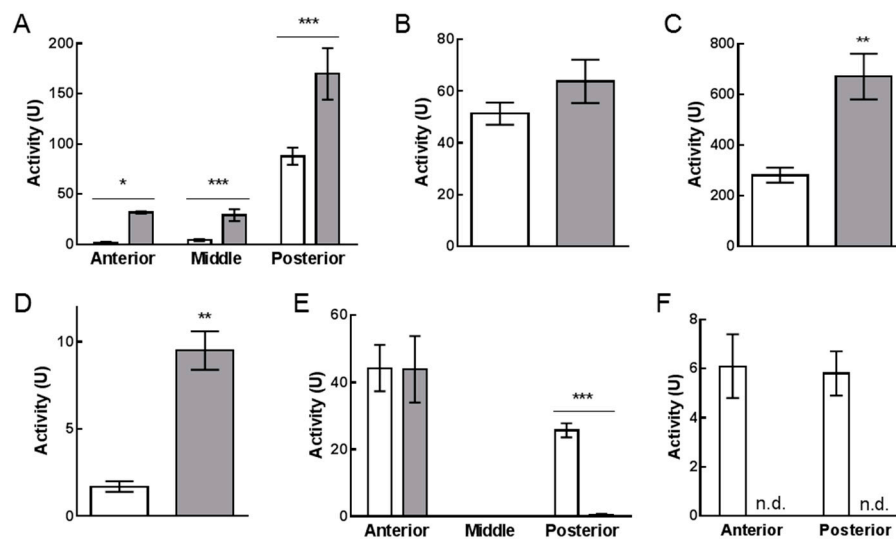 A
Activity (U)
200
150
100
50
0
*
***
***
Anterior Middle Posterior
B
Activity (U)
80
60
40
20
0
C
Activity (U)
800
600
400
200
0
**
D
Activity (U)
10
5
0
**
E
Activity (U)
60
40
20
0
***
Anterior Middle Posterior
F
Activity (U)
8
6
4
2
0
n.d. n.d.
Anterior Posterior